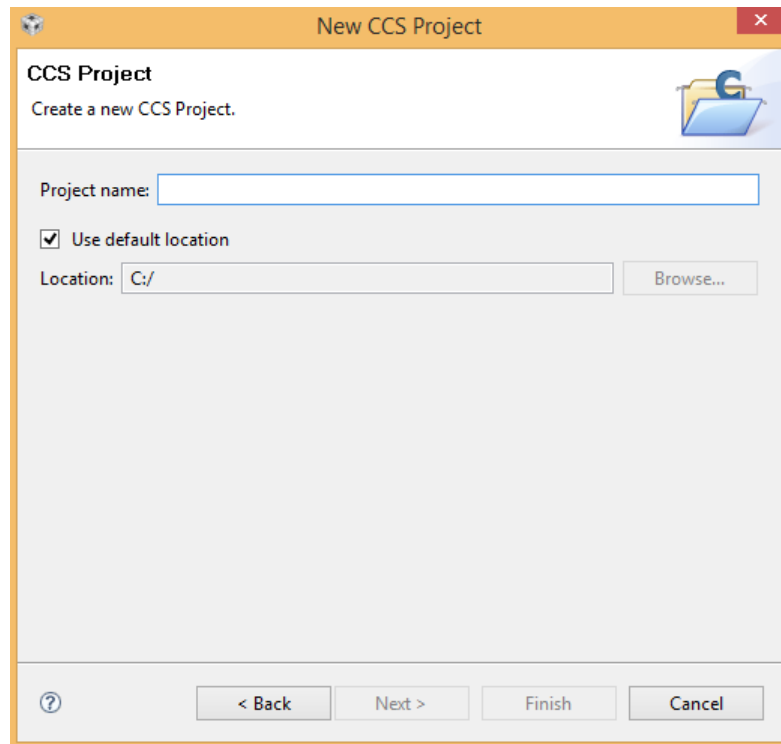 New CCS Project
CCS Project
Create a new CCS Project.
Project name:
Use default location
Location: C:/ Browse...
< Back Next > Finish Cancel